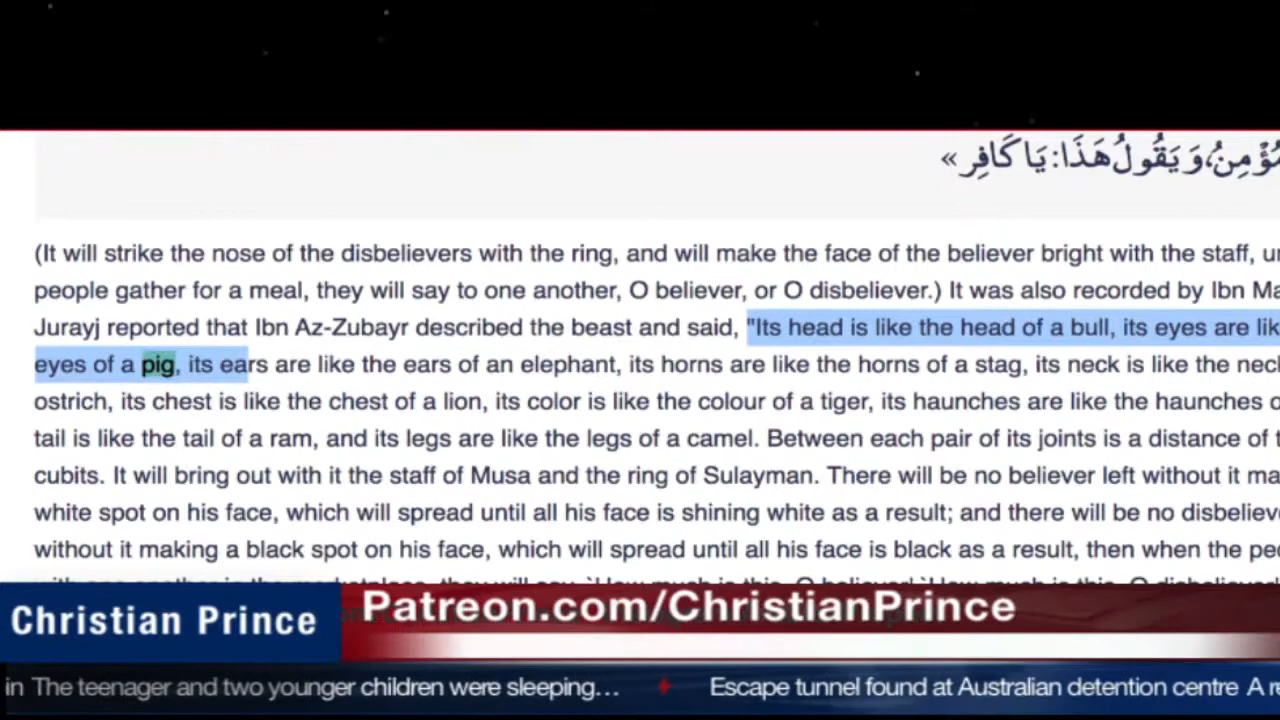 ؤْمِنُ، وَيَقُولُ هَذَا: يَا كَافِر »
(It will strike the nose of the disbelievers with the ring, and will make the face of the believer bright with the staff,
people gather for a meal, they will say to one another, O believer, or O disbeliever.) It was also recorded by Ibn
Jurayj reported that Ibn Az-Zubayr described the beast and said, "Its head is like the head of a bull, its eyes are
eyes of a pig, its ears are like the ears of an elephant, its horns are like the horns of a stag, its neck is like the
ostrich, its chest is like the chest of a lion, its color is like the colour of a tiger, its haunches are like the haunches
tail is like the tail of a ram, and its legs are like the legs of a camel. Between each pair of its joints is a distance of
cubits. It will bring out with it the staff of Musa and the ring of Sulayman. There will be no believer left without it
white spot on his face, which will spread until all his face is shining white as a result; and there will be no
without it making a black spot on his face, which will spread until all his face is black as a result, then when the
Christian Prince
Patreon.com/ChristianPrince
in The teenager and two younger children were sleeping... Escape tunnel found at Australian detention centre A